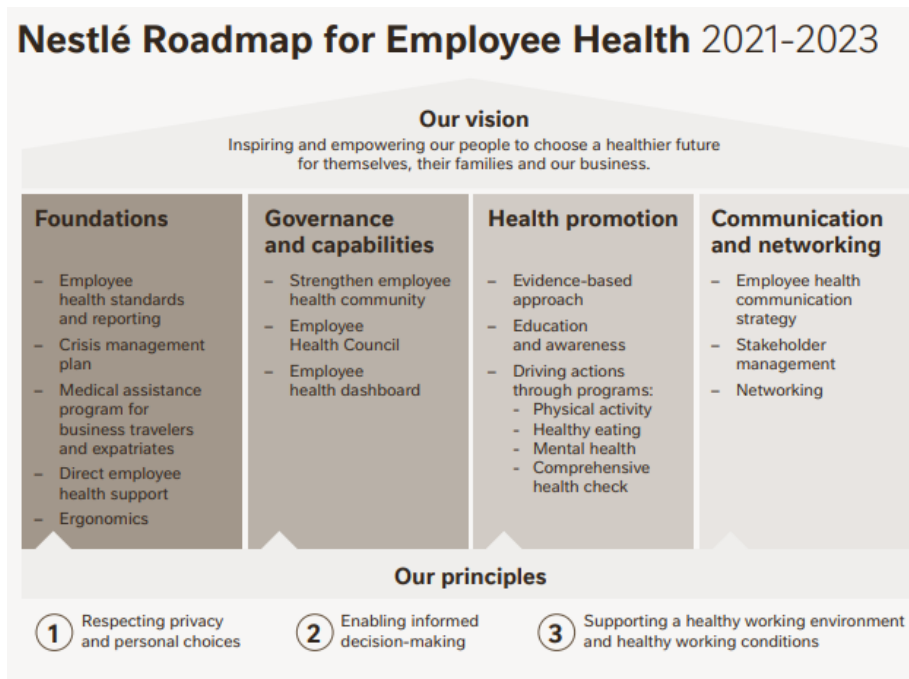 Nestlé Roadmap for Employee Health 2021-2023
Our vision
Inspiring and empowering our people to choose a healthier future
for themselves, their families and our business.
Foundations
– Employee
health standards
and reporting
– Crisis management
plan
– Medical assistance
program for
business travelers
and expatriates
– Direct employee
health support
– Ergonomics
Governance
and capabilities
– Strengthen employee
health community
– Employee
Health Council
– Employee
health dashboard
Health promotion
– Evidence-based
approach
– Education
and awareness
– Driving actions
through programs:
- Physical activity
- Healthy eating
- Mental health
- Comprehensive
health check
Communication
and networking
– Employee health
communication
strategy
– Stakeholder
management
– Networking
Our principles
1 Respecting privacy
and personal choices
2 Enabling informed
decision-making
3 Supporting a healthy working environment
and healthy working conditions